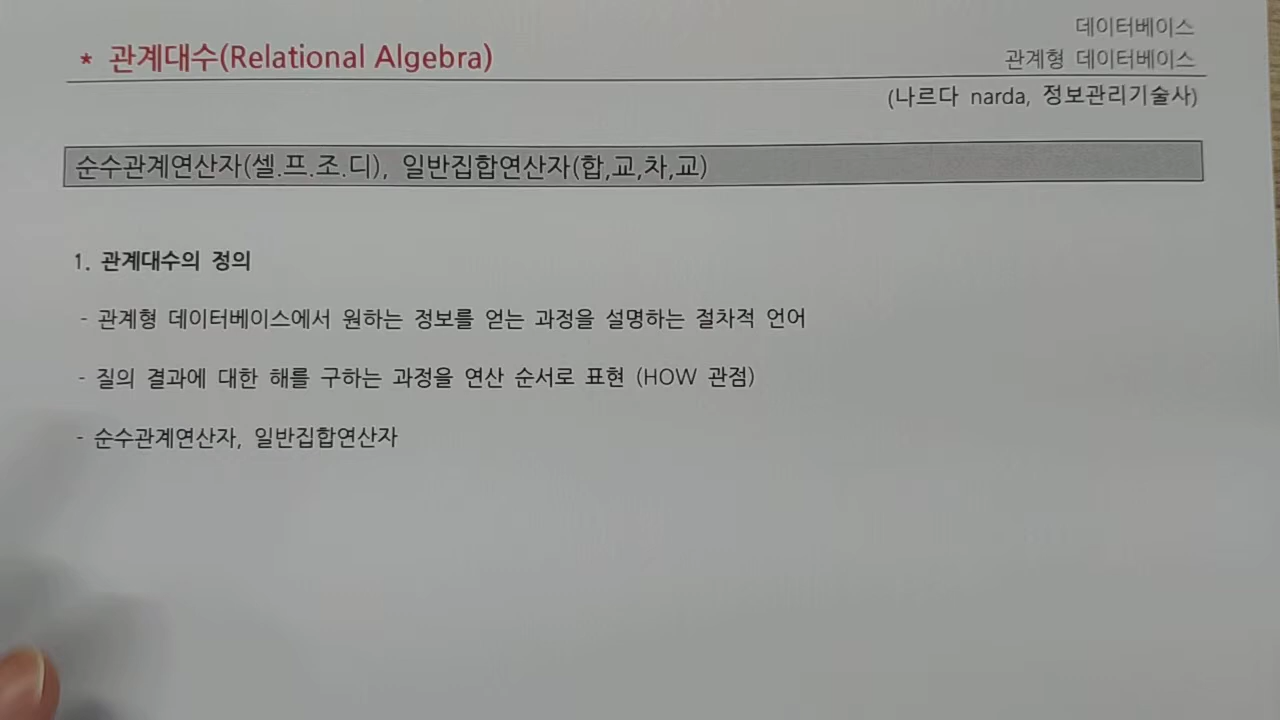 데이터베이스
* 관계대수(Relational Algebra)
관계형 데이터베이스
(나르다 narda, 정보관리기술사)
순수관계연산자(셀.프.조.디), 일반집합연산자(합,교,차,교)
1. 관계대수의 정의
- 관계형 데이터베이스에서 원하는 정보를 얻는 과정을 설명하는 절차적 언어
- 질의 결과에 대한 해를 구하는 과정을 연산 순서로 표현 (HOW 관점)
- 순수관계연산자, 일반집합연산자